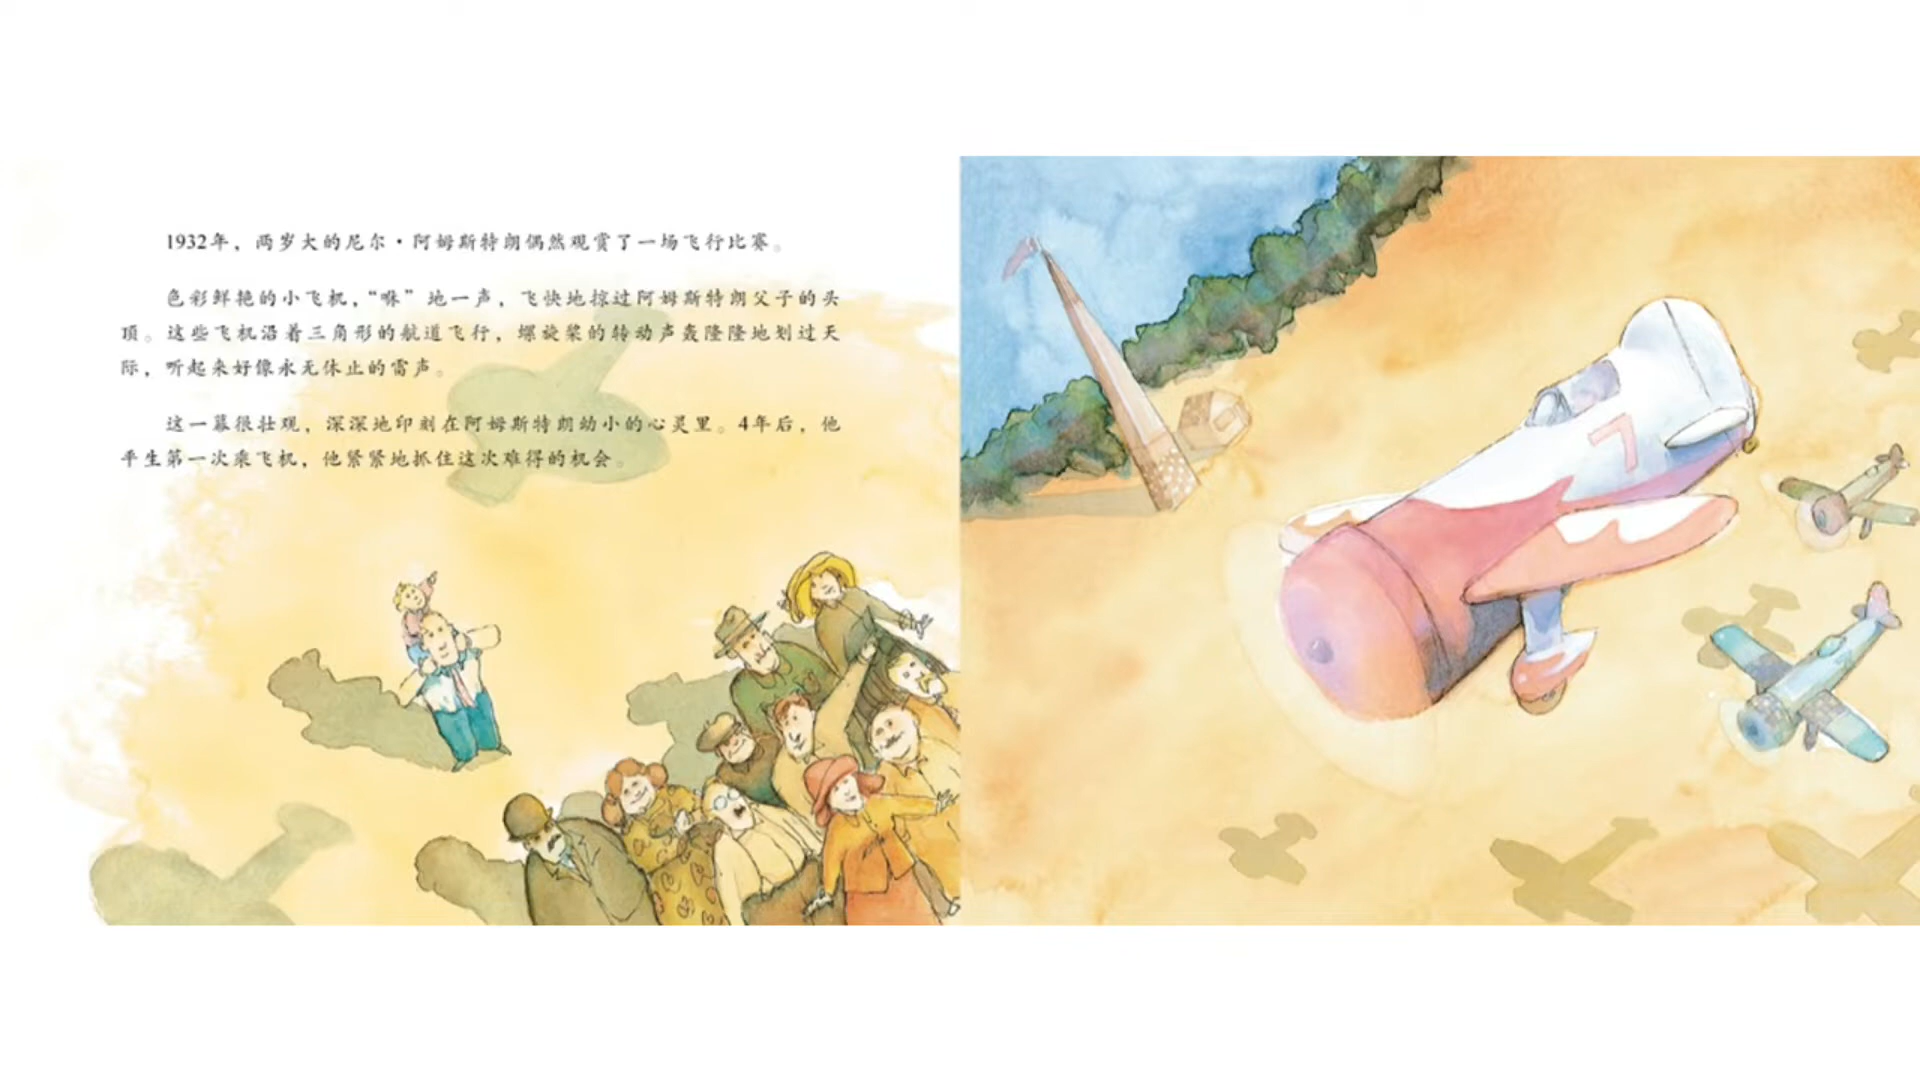 1932年，两岁大的尼尔·阿姆斯特朗偶然观赏了一场飞行比赛。
色彩鲜艳的小飞机，“咻”地一声，飞快地掠过阿姆斯特朗父子的头
顶。这些飞机沿着三角形的航道飞行，螺旋桨的转动声轰隆隆地划过天
际，听起来好像永无休止的雷声。
这一幕很壮观，深深地印刻在阿姆斯特朗幼小的心灵里。4年后，他
平生第一次乘飞机，他紧紧地抓住这次难得的机会。
7